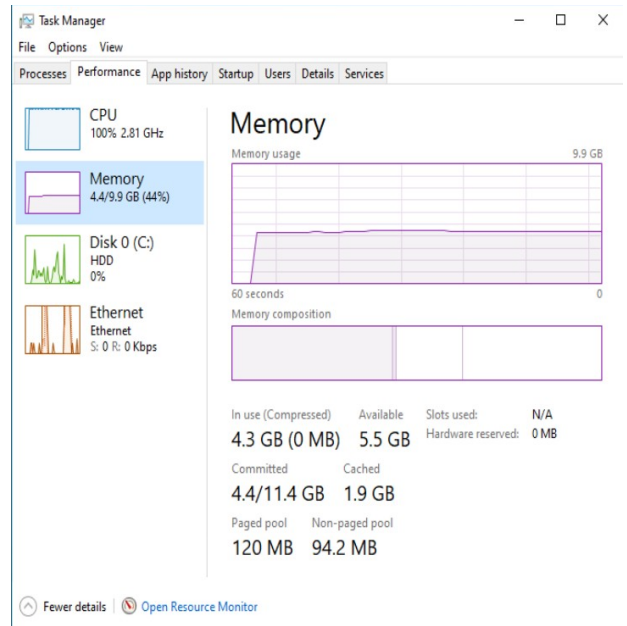 Task Manager
File Options View
Processes Performance App history Startup Users Details Services
CPU
100% 2.81 GHz
Memory
4.4/9.9 GB (44%)
Disk 0 (C:)
HDD
0%
Ethernet
Ethernet
S: 0 R: 0 Kbps
Memory
Memory usage 9.9 GB
60 seconds 0
Memory composition
In use (Compressed) Available Slots used: N/A
4.3 GB (0 MB) 5.5 GB Hardware reserved: 0 MB
Committed Cached
4.4/11.4 GB 1.9 GB
Paged pool Non-paged pool
120 MB 94.2 MB
Fewer details Open Resource Monitor